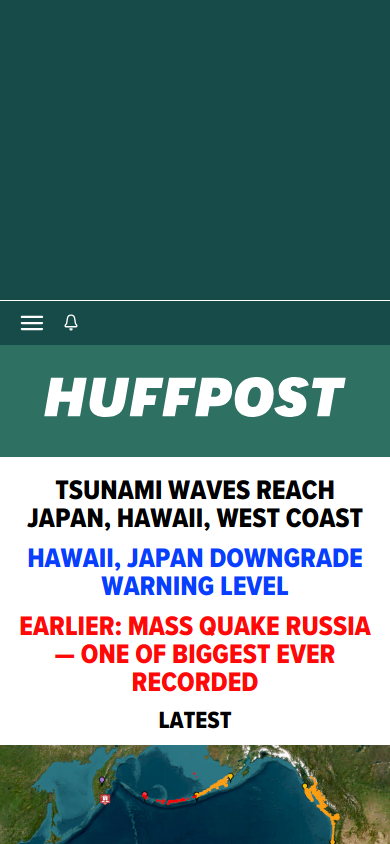 HUFFPOST
TSUNAMI WAVES REACH
JAPAN, HAWAII, WEST COAST
HAWAII, JAPAN DOWNGRADE
WARNING LEVEL
EARLIER: MASS QUAKE RUSSIA
— ONE OF BIGGEST EVER
RECORDED
LATEST